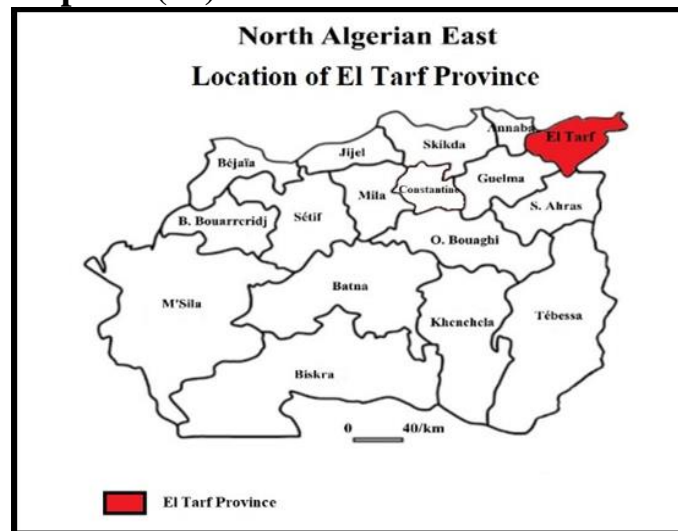 North Algerian East
Location of El Tarf Province
Annaba
El Tarf
Skikda
Jijel
Béjaïa
Guelma
Mila
Constantine
S. Ahras
Sétif
B. Bouarreridj
O. Bouaghi
Batna
M'Sila
Khenchela
Tébessa
Biskra
0 40/km
El Tarf Province